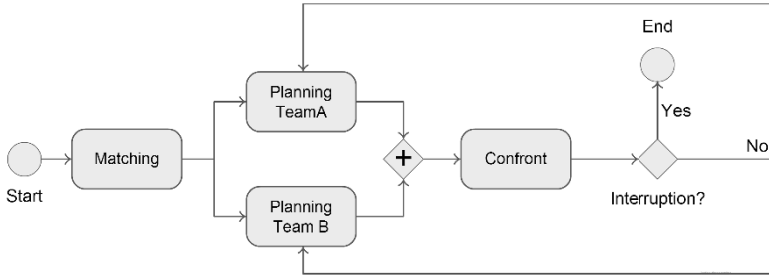 End
Planning
TeamA
Yes
Matching
+
Confront
No
Start
Planning
Team B
Interruption?